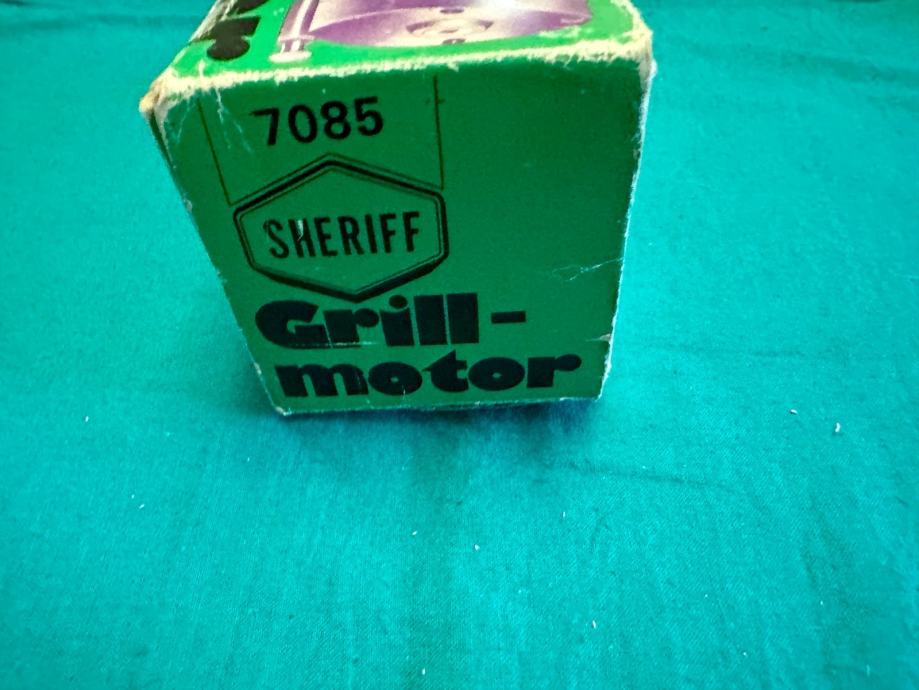 7085
SHERIFF
Grill-
motor